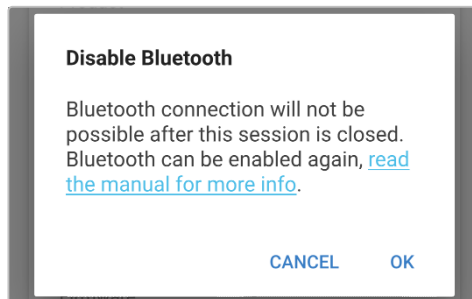 Disable Bluetooth
Bluetooth connection will not be
possible after this session is closed.
Bluetooth can be enabled again, read
the manual for more info.
CANCEL OK